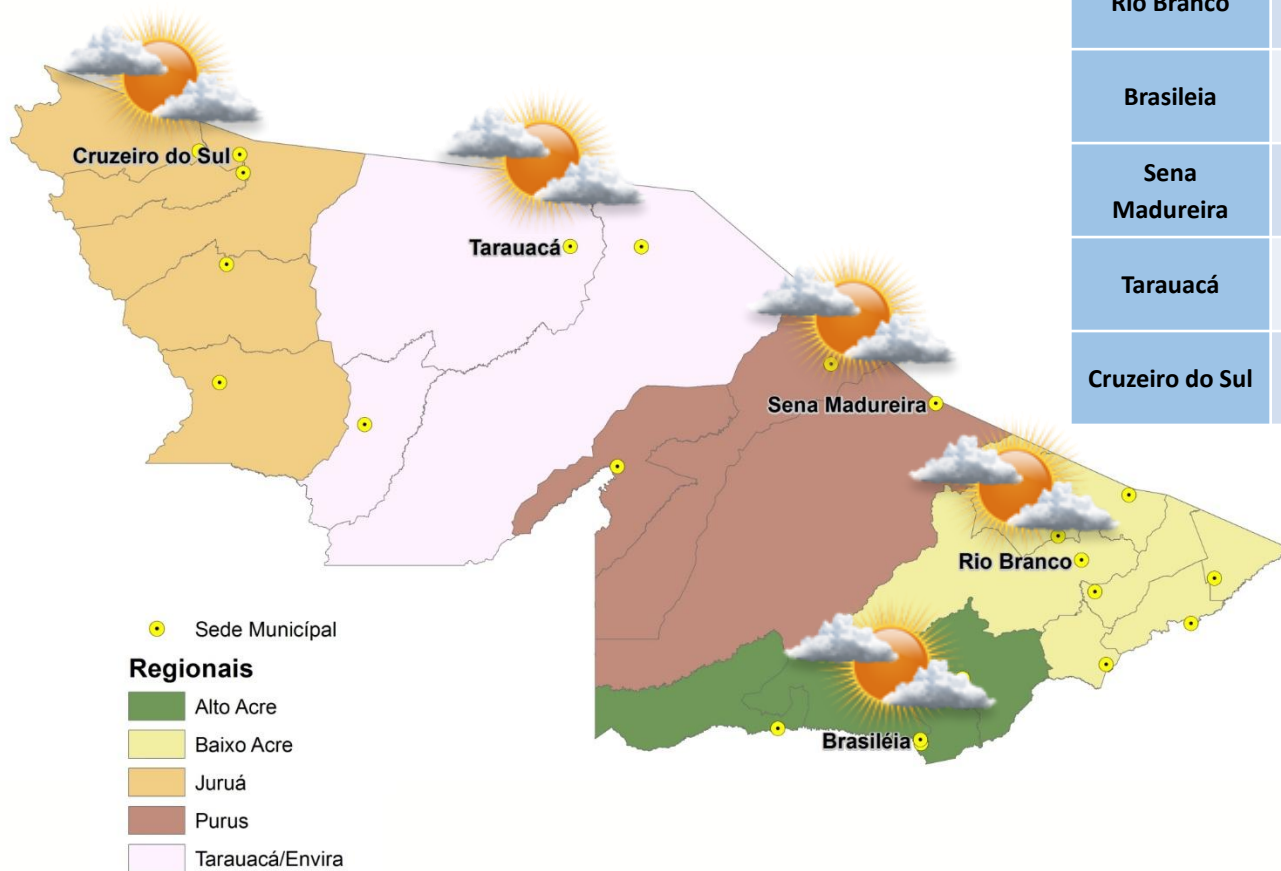 Rio Branco
Brasileia
Sena
Madureira
Tarauacá
Cruzeiro do Sul
Cruzeiro do Sul
Tarauacá
Sena Madureira
Rio Branco
Brasiléia
Sede Municípal
Regionais
Alto Acre
Baixo Acre
Juruá
Purus
Tarauacá/Envira